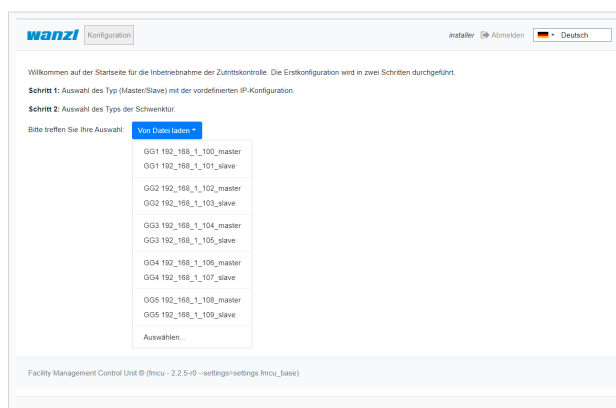 wanzl Konfiguration installer Abmelden Deutsch
Willkommen auf der Startseite für die Inbetriebnahme der Zutrittskontrolle. Die Erstkonfiguration wird in zwei Schritten durchgeführt.
Schritt 1: Auswahl des Typ (Master/Slave) mit der vordefinierten IP-Konfiguration.
Schritt 2: Auswahl des Typs der Schwenktür.
Bitte treffen Sie Ihre Auswahl: Von Datei laden
GG1 192_168_1_100_master
GG1 192_168_1_101_slave
GG2 192_168_1_102_master
GG2 192_168_1_103_slave
GG3 192_168_1_104_master
GG3 192_168_1_105_slave
GG4 192_168_1_106_master
GG4 192_168_1_107_slave
GG5 192_168_1_108_master
GG5 192_168_1_109_slave
Auswählen...
Facility Management Control Unit © (fmcu - 2.2.5-r0 --settings=settings.fmcu_base)